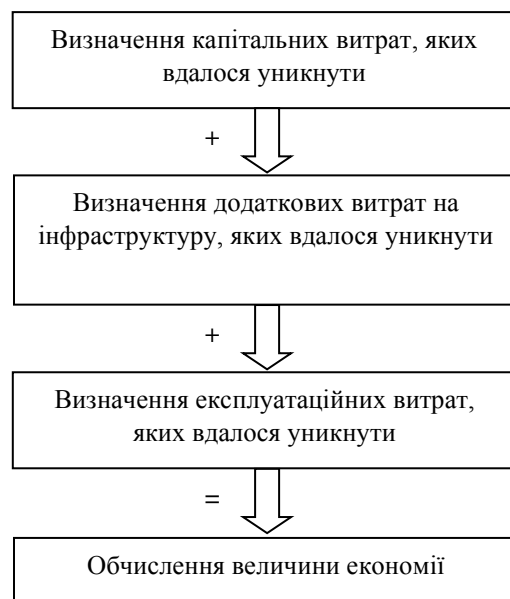 Визначення капітальних витрат, яких
вдалося уникнути
+
Визначення додаткових витрат на
інфраструктуру, яких вдалося уникнути
+
Визначення експлуатаційних витрат,
яких вдалося уникнути
=
Обчислення величини економії